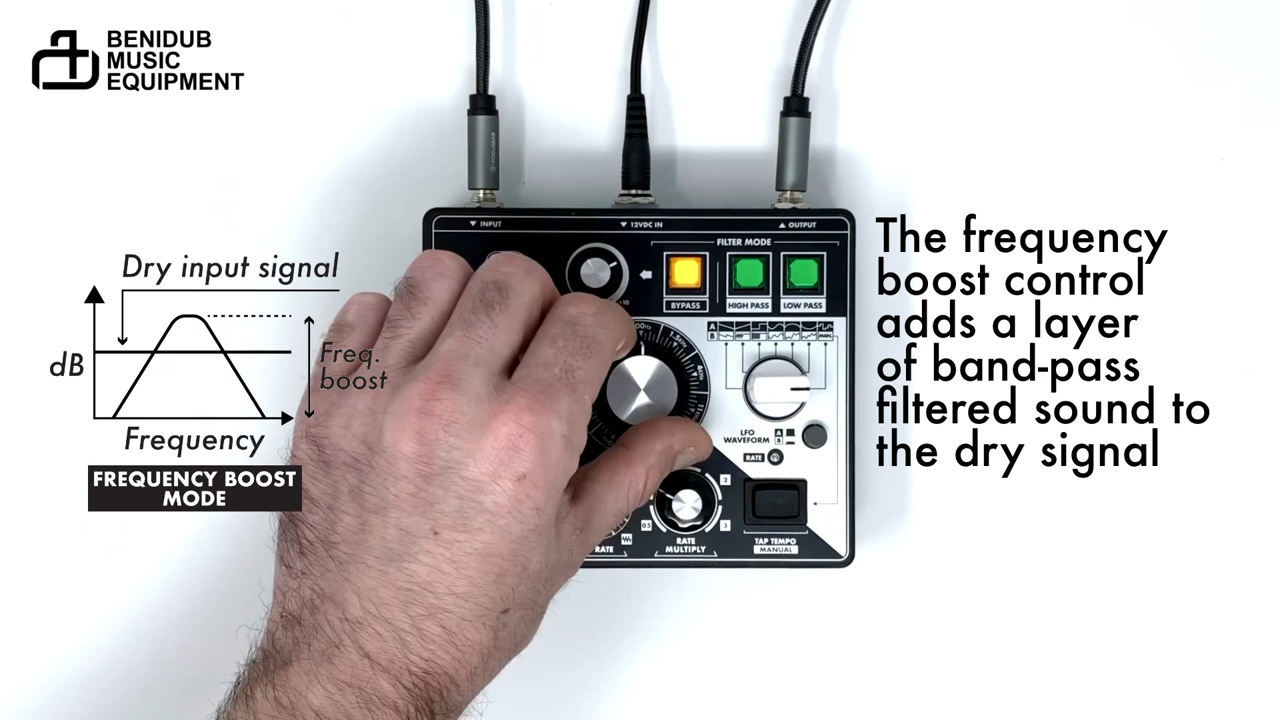 BENIDUB
MUSIC
EQUIPMENT
▼ INPUT
▼ 12VDC IN
▲ OUTPUT
FILTER MODE
BYPASS
HIGH PASS
LOW PASS
A
B
LFO
WAVEFORM
A
B
RATE
2
0.5
3
RATE
RATE
MULTIPLY
TAP TEMPO
MANUAL
Dry input signal
dB
Freq.
boost
Frequency
FREQUENCY BOOST
MODE
The frequency
boost control
adds a layer
of band-pass
filtered sound to
the dry signal